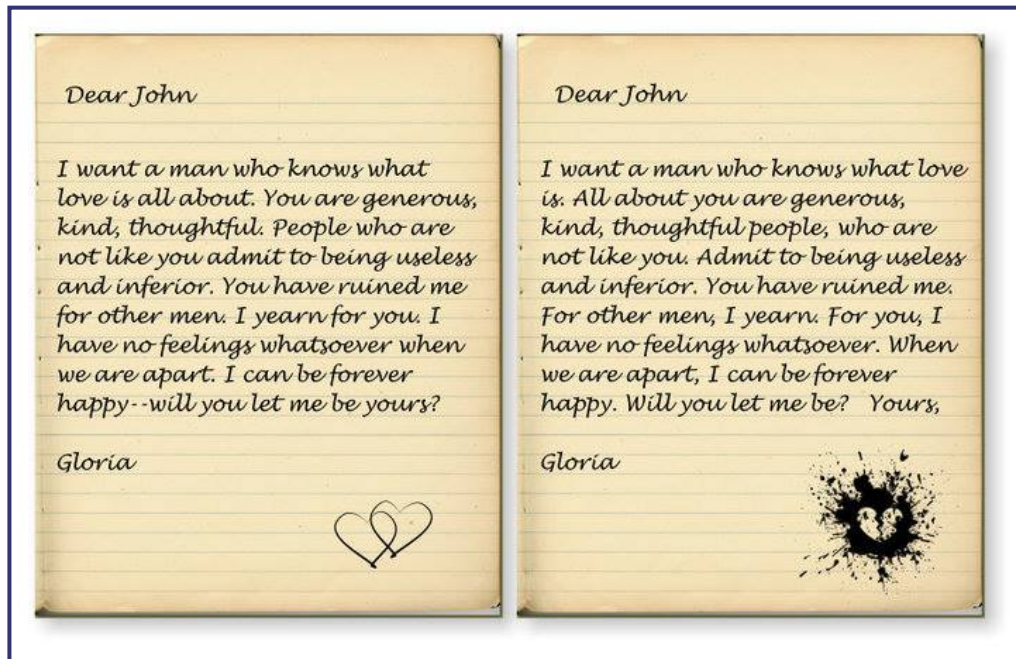 Dear John
I want a man who knows what
love is all about. You are generous,
kind, thoughtful. People who are
not like you admit to being useless
and inferior. You have ruined me
for other men. I yearn for you. I
have no feelings whatsoever when
we are apart. I can be forever
happy--will you let me be yours?
Gloria
Dear John
I want a man who knows what love
is. All about you are generous,
kind, thoughtful people, who are
not like you. Admit to being useless
and inferior. You have ruined me.
For other men, I yearn. For you, I
have no feelings whatsoever. When
we are apart, I can be forever
happy. Will you let me be? Yours,
Gloria